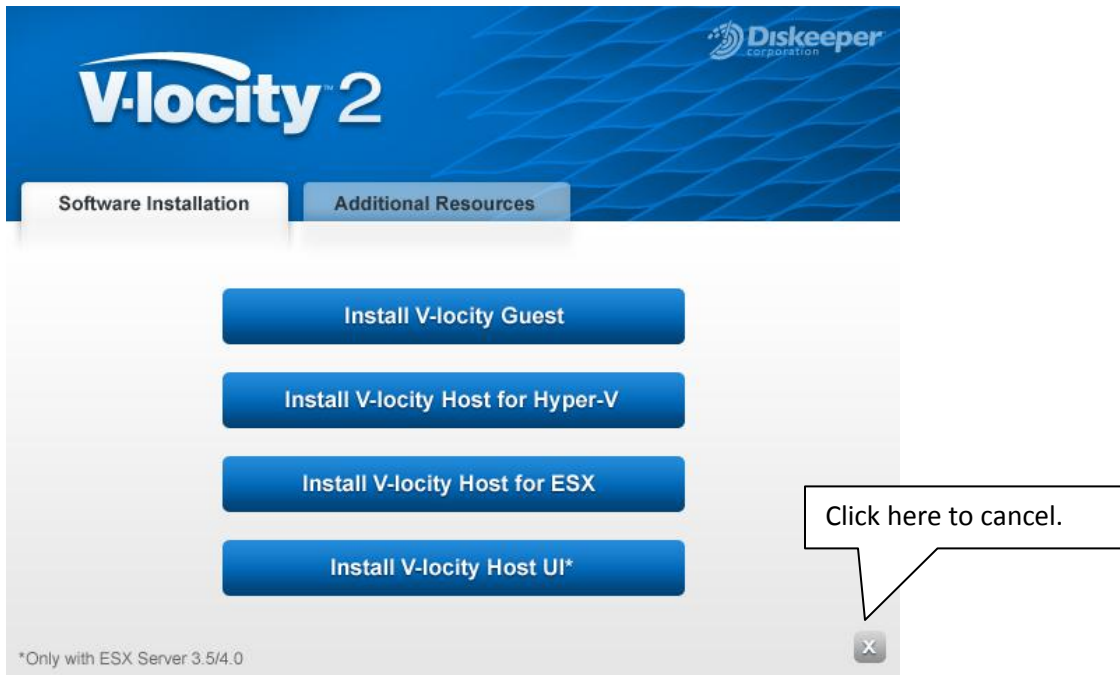 Diskeeper
corporation
V-locity™ 2
Software Installation
Additional Resources
Install V-locity Guest
Install V-locity Host for Hyper-V
Install V-locity Host for ESX
Click here to cancel.
Install V-locity Host UI*
*Only with ESX Server 3.5/4.0
X